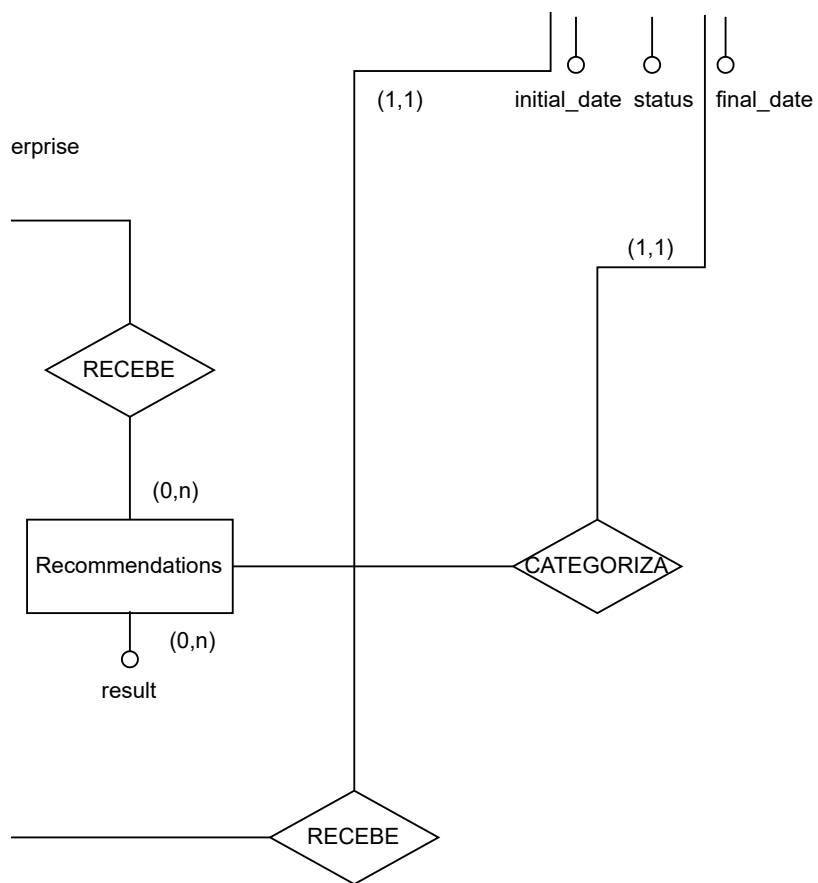 (1,1)
initial_date
status
final_date
erprise
(1,1)
RECEBE
(0,n)
Recommendations
CATEGORIZA
(0,n)
result
RECEBE